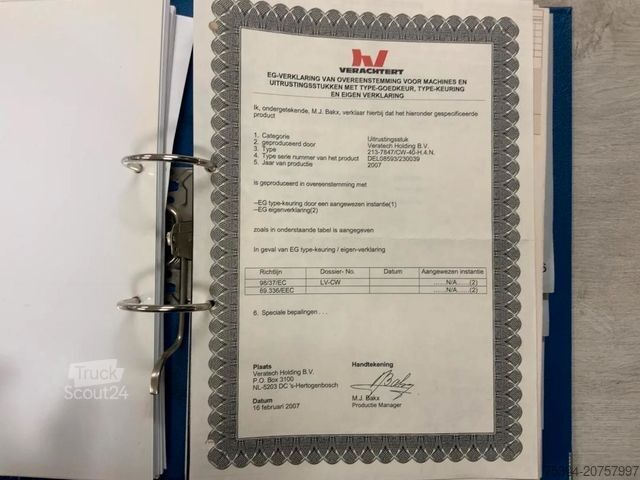 VERACHTERT
EG-VERKLARING VAN OVEREENSTEMMING VOOR MACHINES EN
UITRUSTINGSSTUKKEN MET TYPE-GOEDKEUR, TYPE-KEURING
EN EIGEN VERKLARING
Ik, ondergetekende, M.J. Bakx, verklaar hierbij dat het hieronder gespecificeerde
product
1. Categorie Uitrustingsstuk
2. geproduceerd door Veratech Holding B.V.
3. Type 213-7847/CW-40-H.4.N.
4. Type serie nummer van het product DEL08593/230039
5. Jaar van productie 2007
is geproduceerd in overeenstemming met
--EG type-keuring door een aangewezen instantie(1)
--EG eigenverklaring(2)
zoals in onderstaande tabel is aangegeven
In geval van EG type-keuring / eigen-verklaring
Richtlijn Dossier- No. Datum Aangewezen instantie
98/37/EC LV-CW ......N/A......(2)
89.336/EEC ......N/A......(2)
6. Speciale bepalingen . . .
Plaats Handtekening
Veratech Holding B.V.
P.O. Box 3100
NL-5203 DC 's-Hertogenbosch
Datum M.J. Bakx
16 februari 2007 Productie Manager
Truck
Scout24